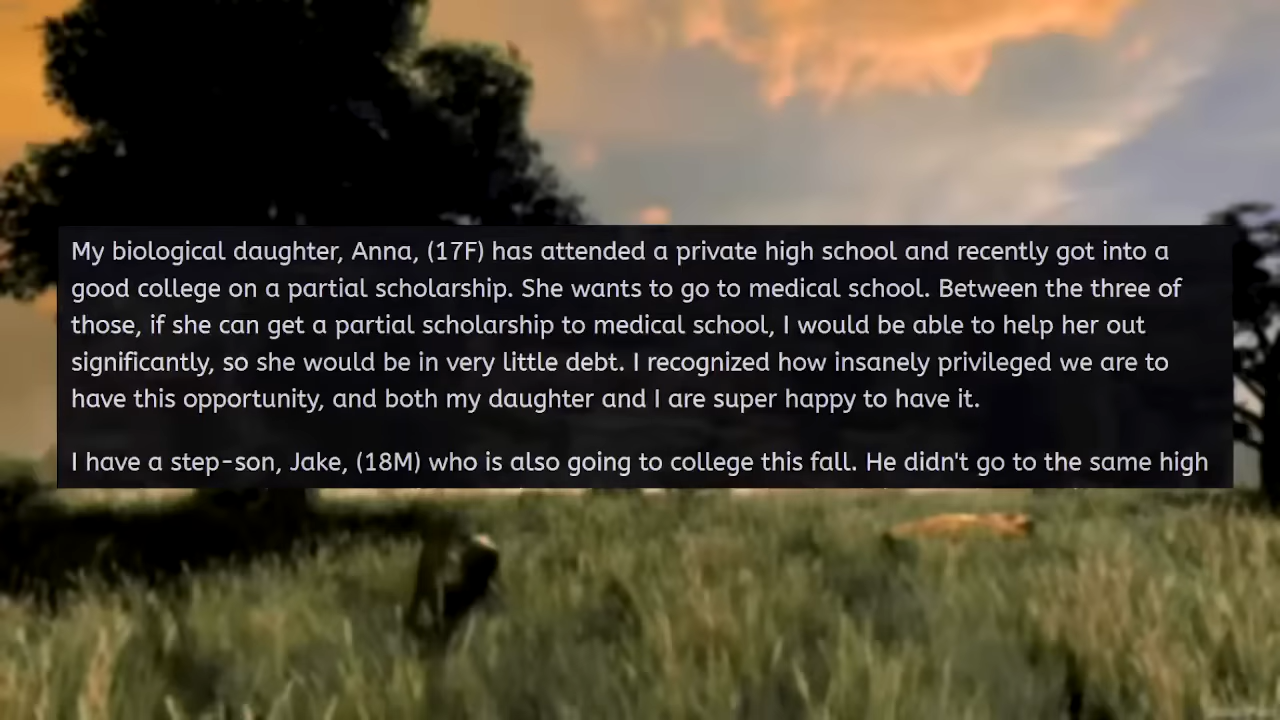 My biological daughter, Anna, (17F) has attended a private high school and recently got into a
good college on a partial scholarship. She wants to go to medical school. Between the three of
those, if she can get a partial scholarship to medical school, I would be able to help her out
significantly, so she would be in very little debt. I recognized how insanely privileged we are to
have this opportunity, and both my daughter and I are super happy to have it.
I have a step-son, Jake, (18M) who is also going to college this fall. He didn't go to the same high